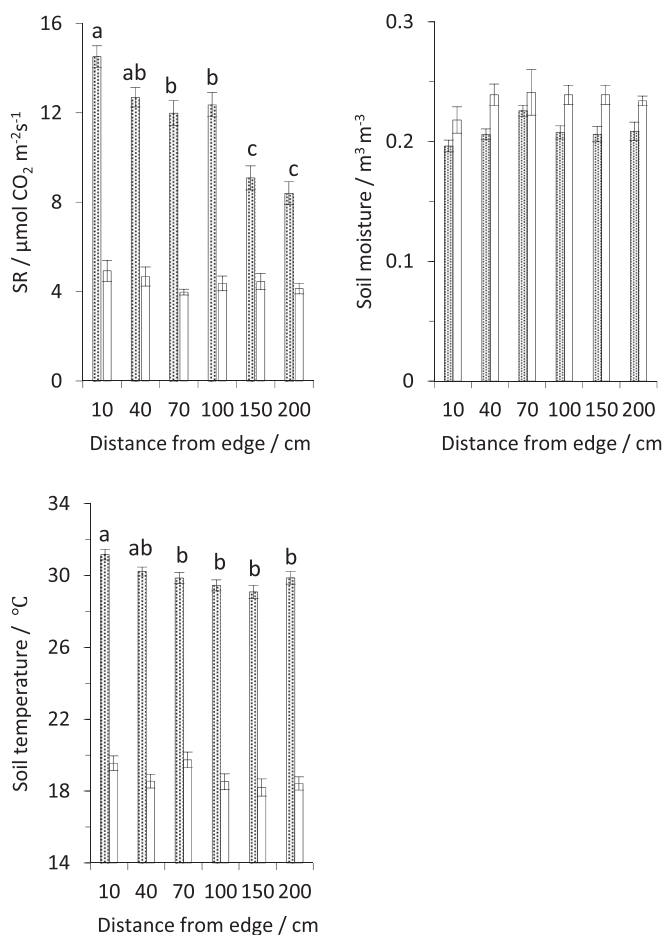 SR / µmol CO₂ m⁻²s⁻¹
16
12
8
4
0
a
ab
b
b
c
c
10 40 70 100 150 200
Distance from edge / cm
Soil moisture / m³ m⁻³
0.3
0.2
0.1
0
10 40 70 100 150 200
Distance from edge / cm
Soil temperature / °C
34
30
26
22
18
14
a
ab
b
b
b
b
10 40 70 100 150 200
Distance from edge / cm